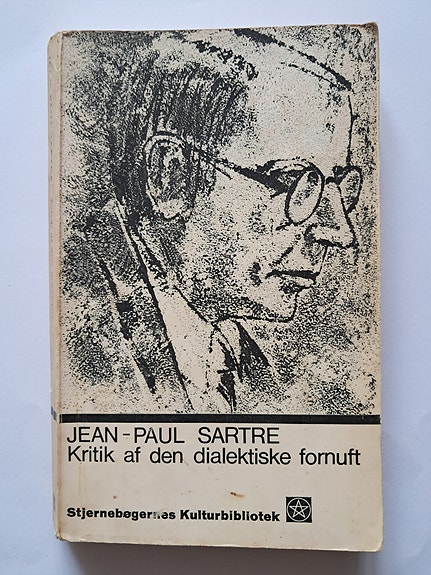 JEAN-PAUL SARTRE
Kritik af den dialektiske fornuft
Stjernebøgernes Kulturbibliotek